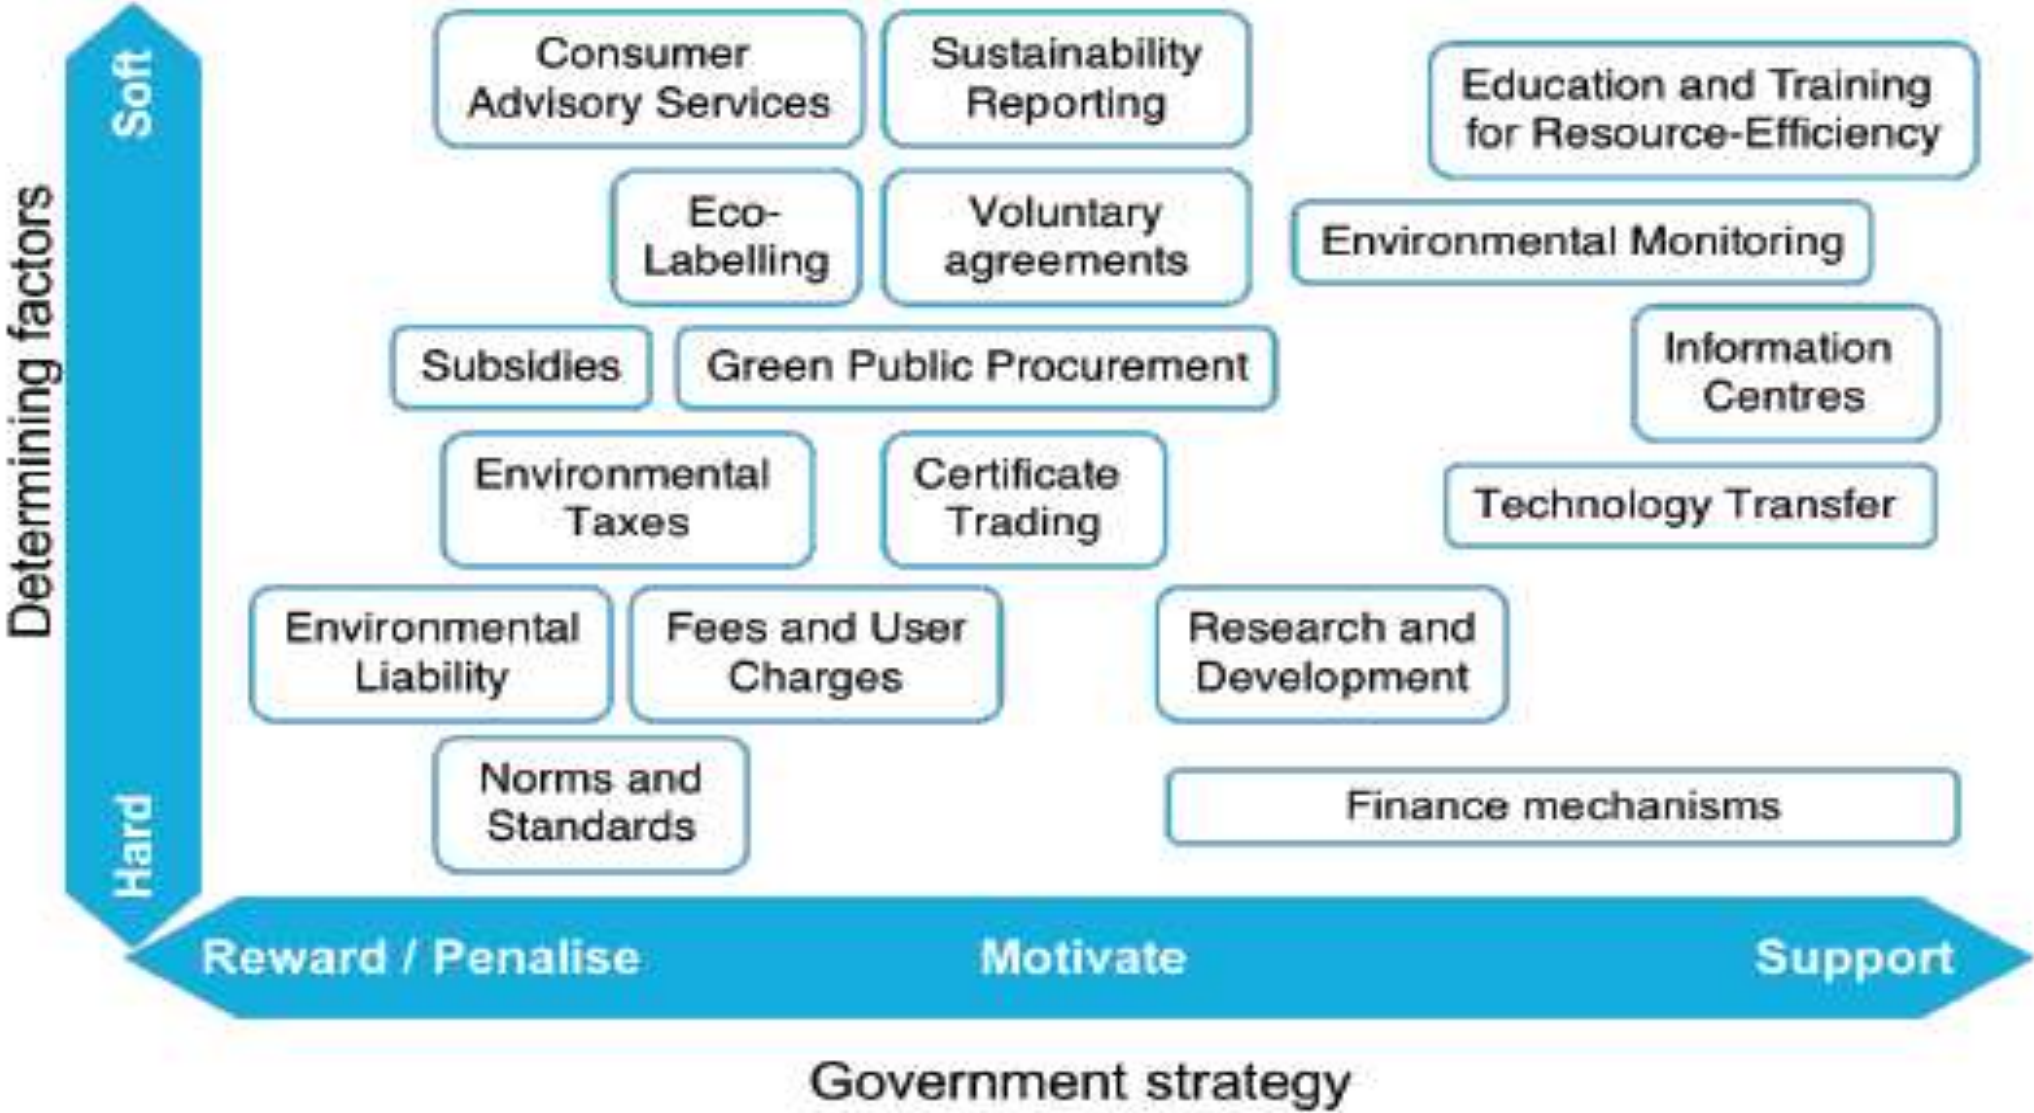 Determining factors
Soft
Hard
Consumer
Advisory Services
Sustainability
Reporting
Education and Training
for Resource-Efficiency
Eco-
Labelling
Voluntary
agreements
Environmental Monitoring
Subsidies
Green Public Procurement
Information
Centres
Environmental
Taxes
Certificate
Trading
Technology Transfer
Environmental
Liability
Fees and User
Charges
Research and
Development
Norms and
Standards
Finance mechanisms
Reward / Penalise
Motivate
Support
Government strategy